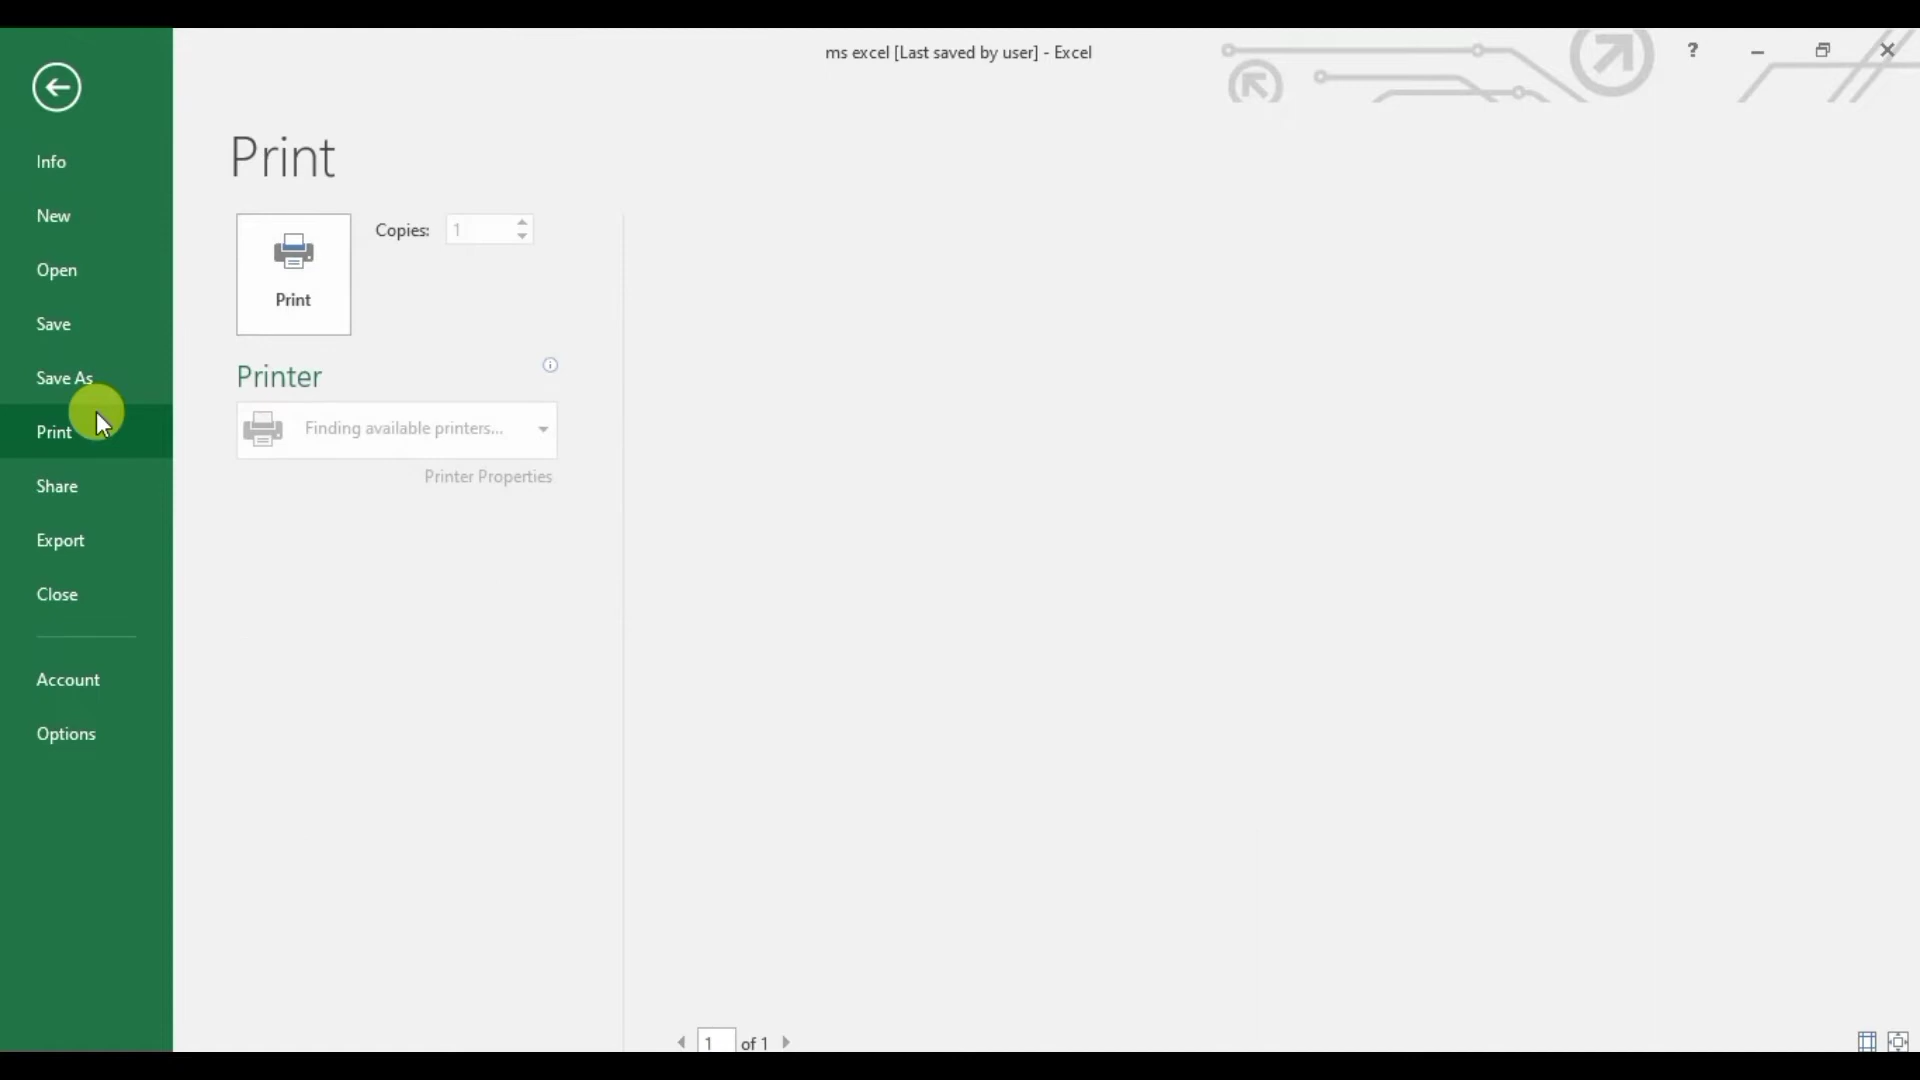 ms excel [Last saved by user] - Excel
?
Info
New
Open
Save
Save As
Print
Share
Export
Close
Account
Options
Print
Print
Copies: 1
Printer
Finding available printers...
Printer Properties
1 of 1